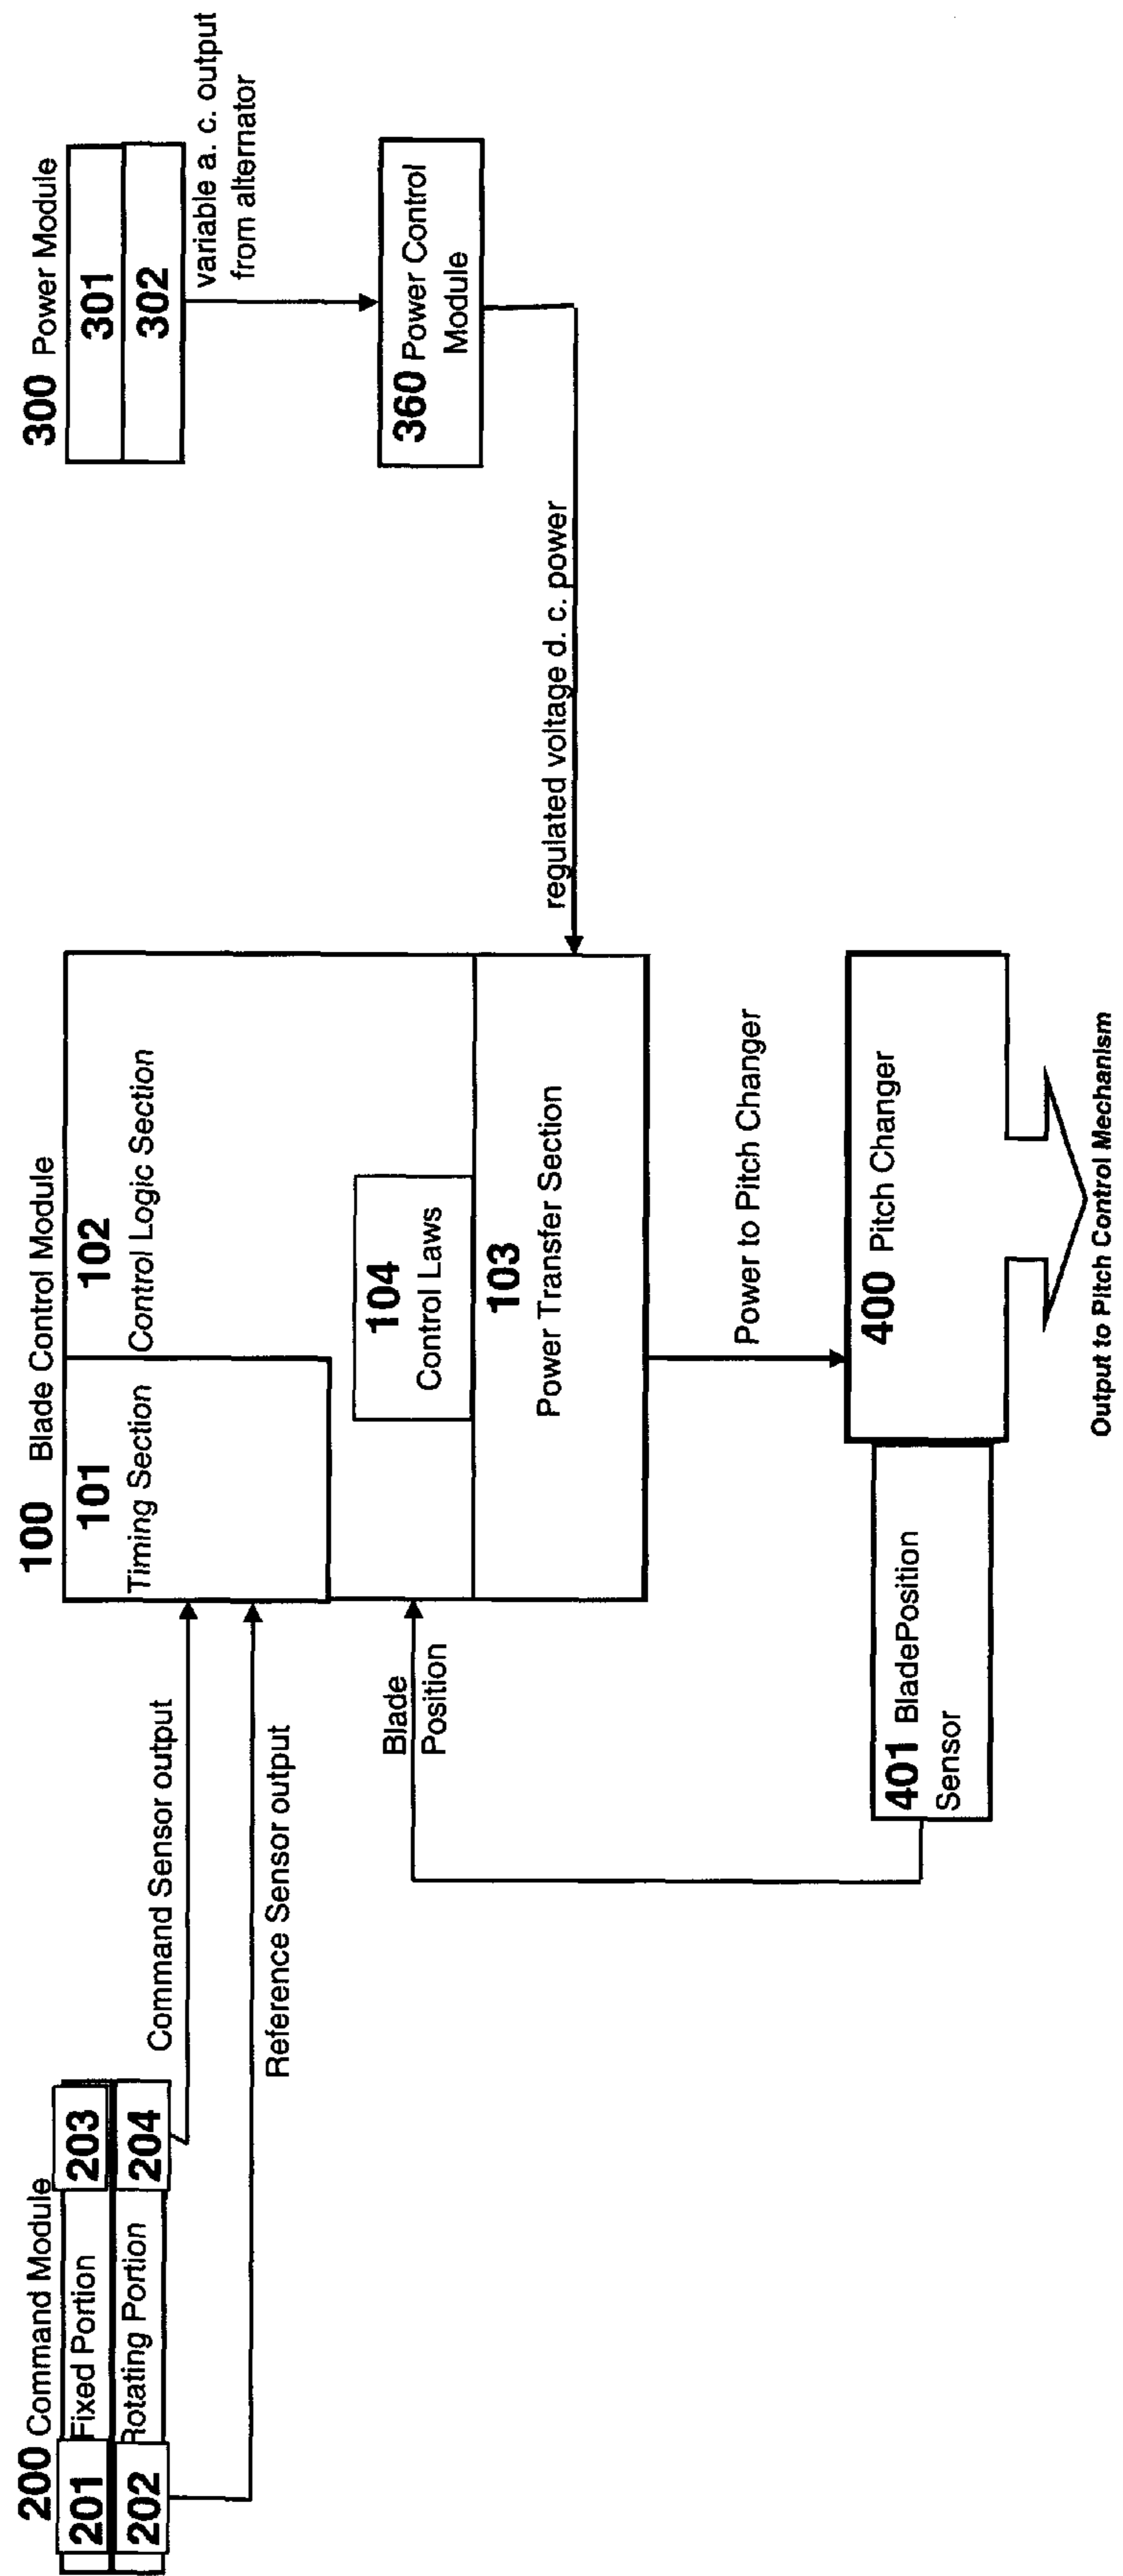 200 Command Module
201
Fixed Portion
203
202
Rotating Portion
204
Command Sensor output
Reference Sensor output
Blade
Position
100 Blade Control Module
101
Timing Section
102
Control Logic Section
104
Control Laws
103
Power Transfer Section
Power to Pitch Changer
401 BladePosition
Sensor
400 Pitch Changer
Output to Pitch Control Mechanism
300 Power Module
301
302
variable a. c. output
from alternator
360 Power Control
Module
regulated voltage d. c. power